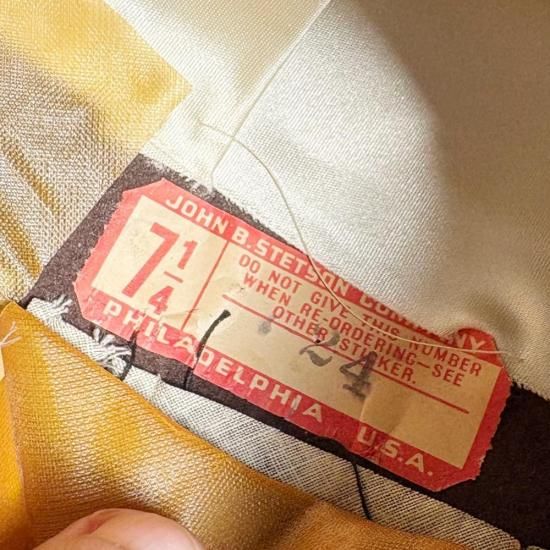 JOHN B. STETSON COMPANY
7 1/4
DO NOT GIVE THIS NUMBER
WHEN RE-ORDERING—SEE
OTHER STICKER.
24
PHILADELPHIA U.S.A.